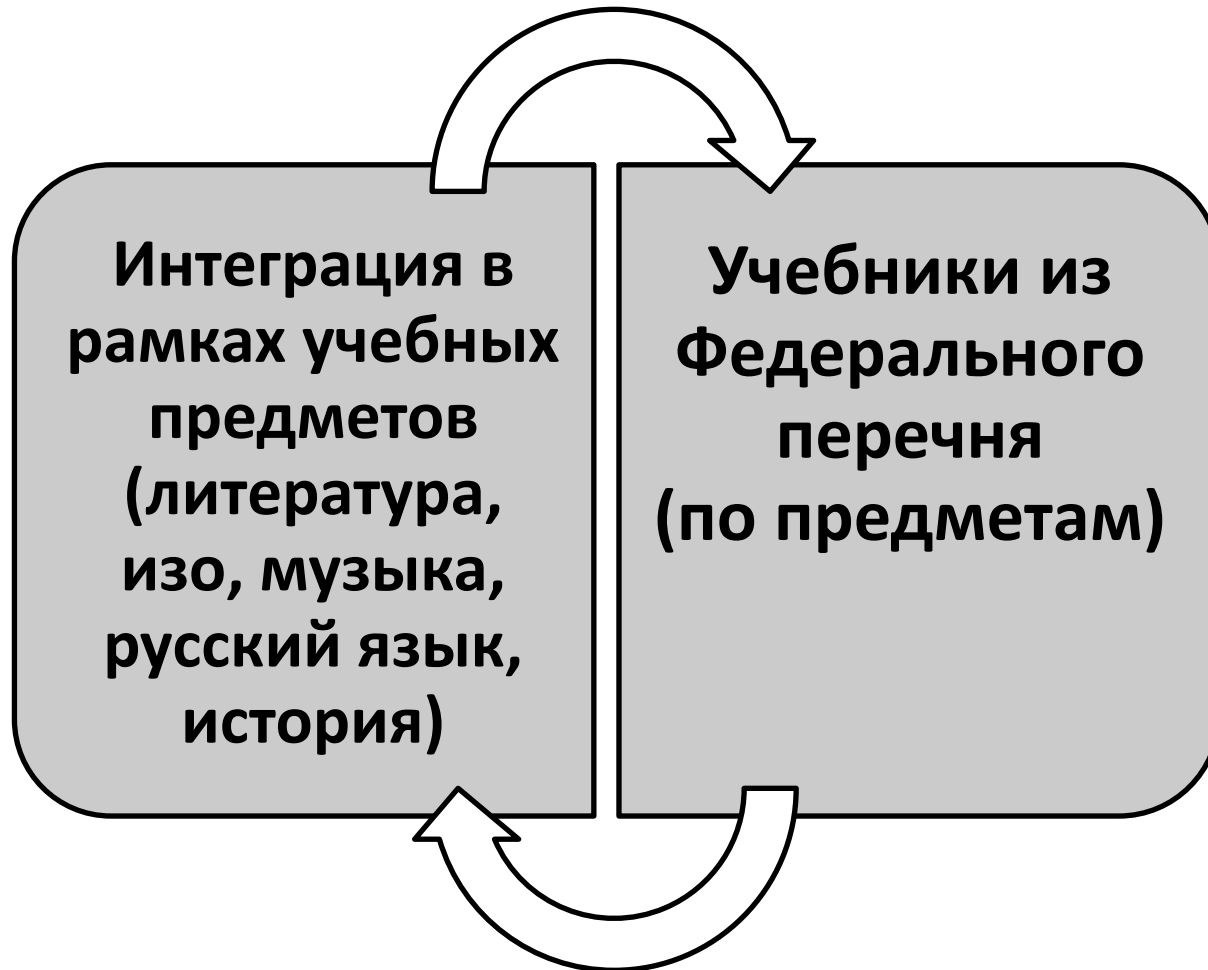 Интеграция в
рамках учебных
предметов
(литература,
изо, музыка,
русский язык,
история)
Учебники из
Федерального
перечня
(по предметам)